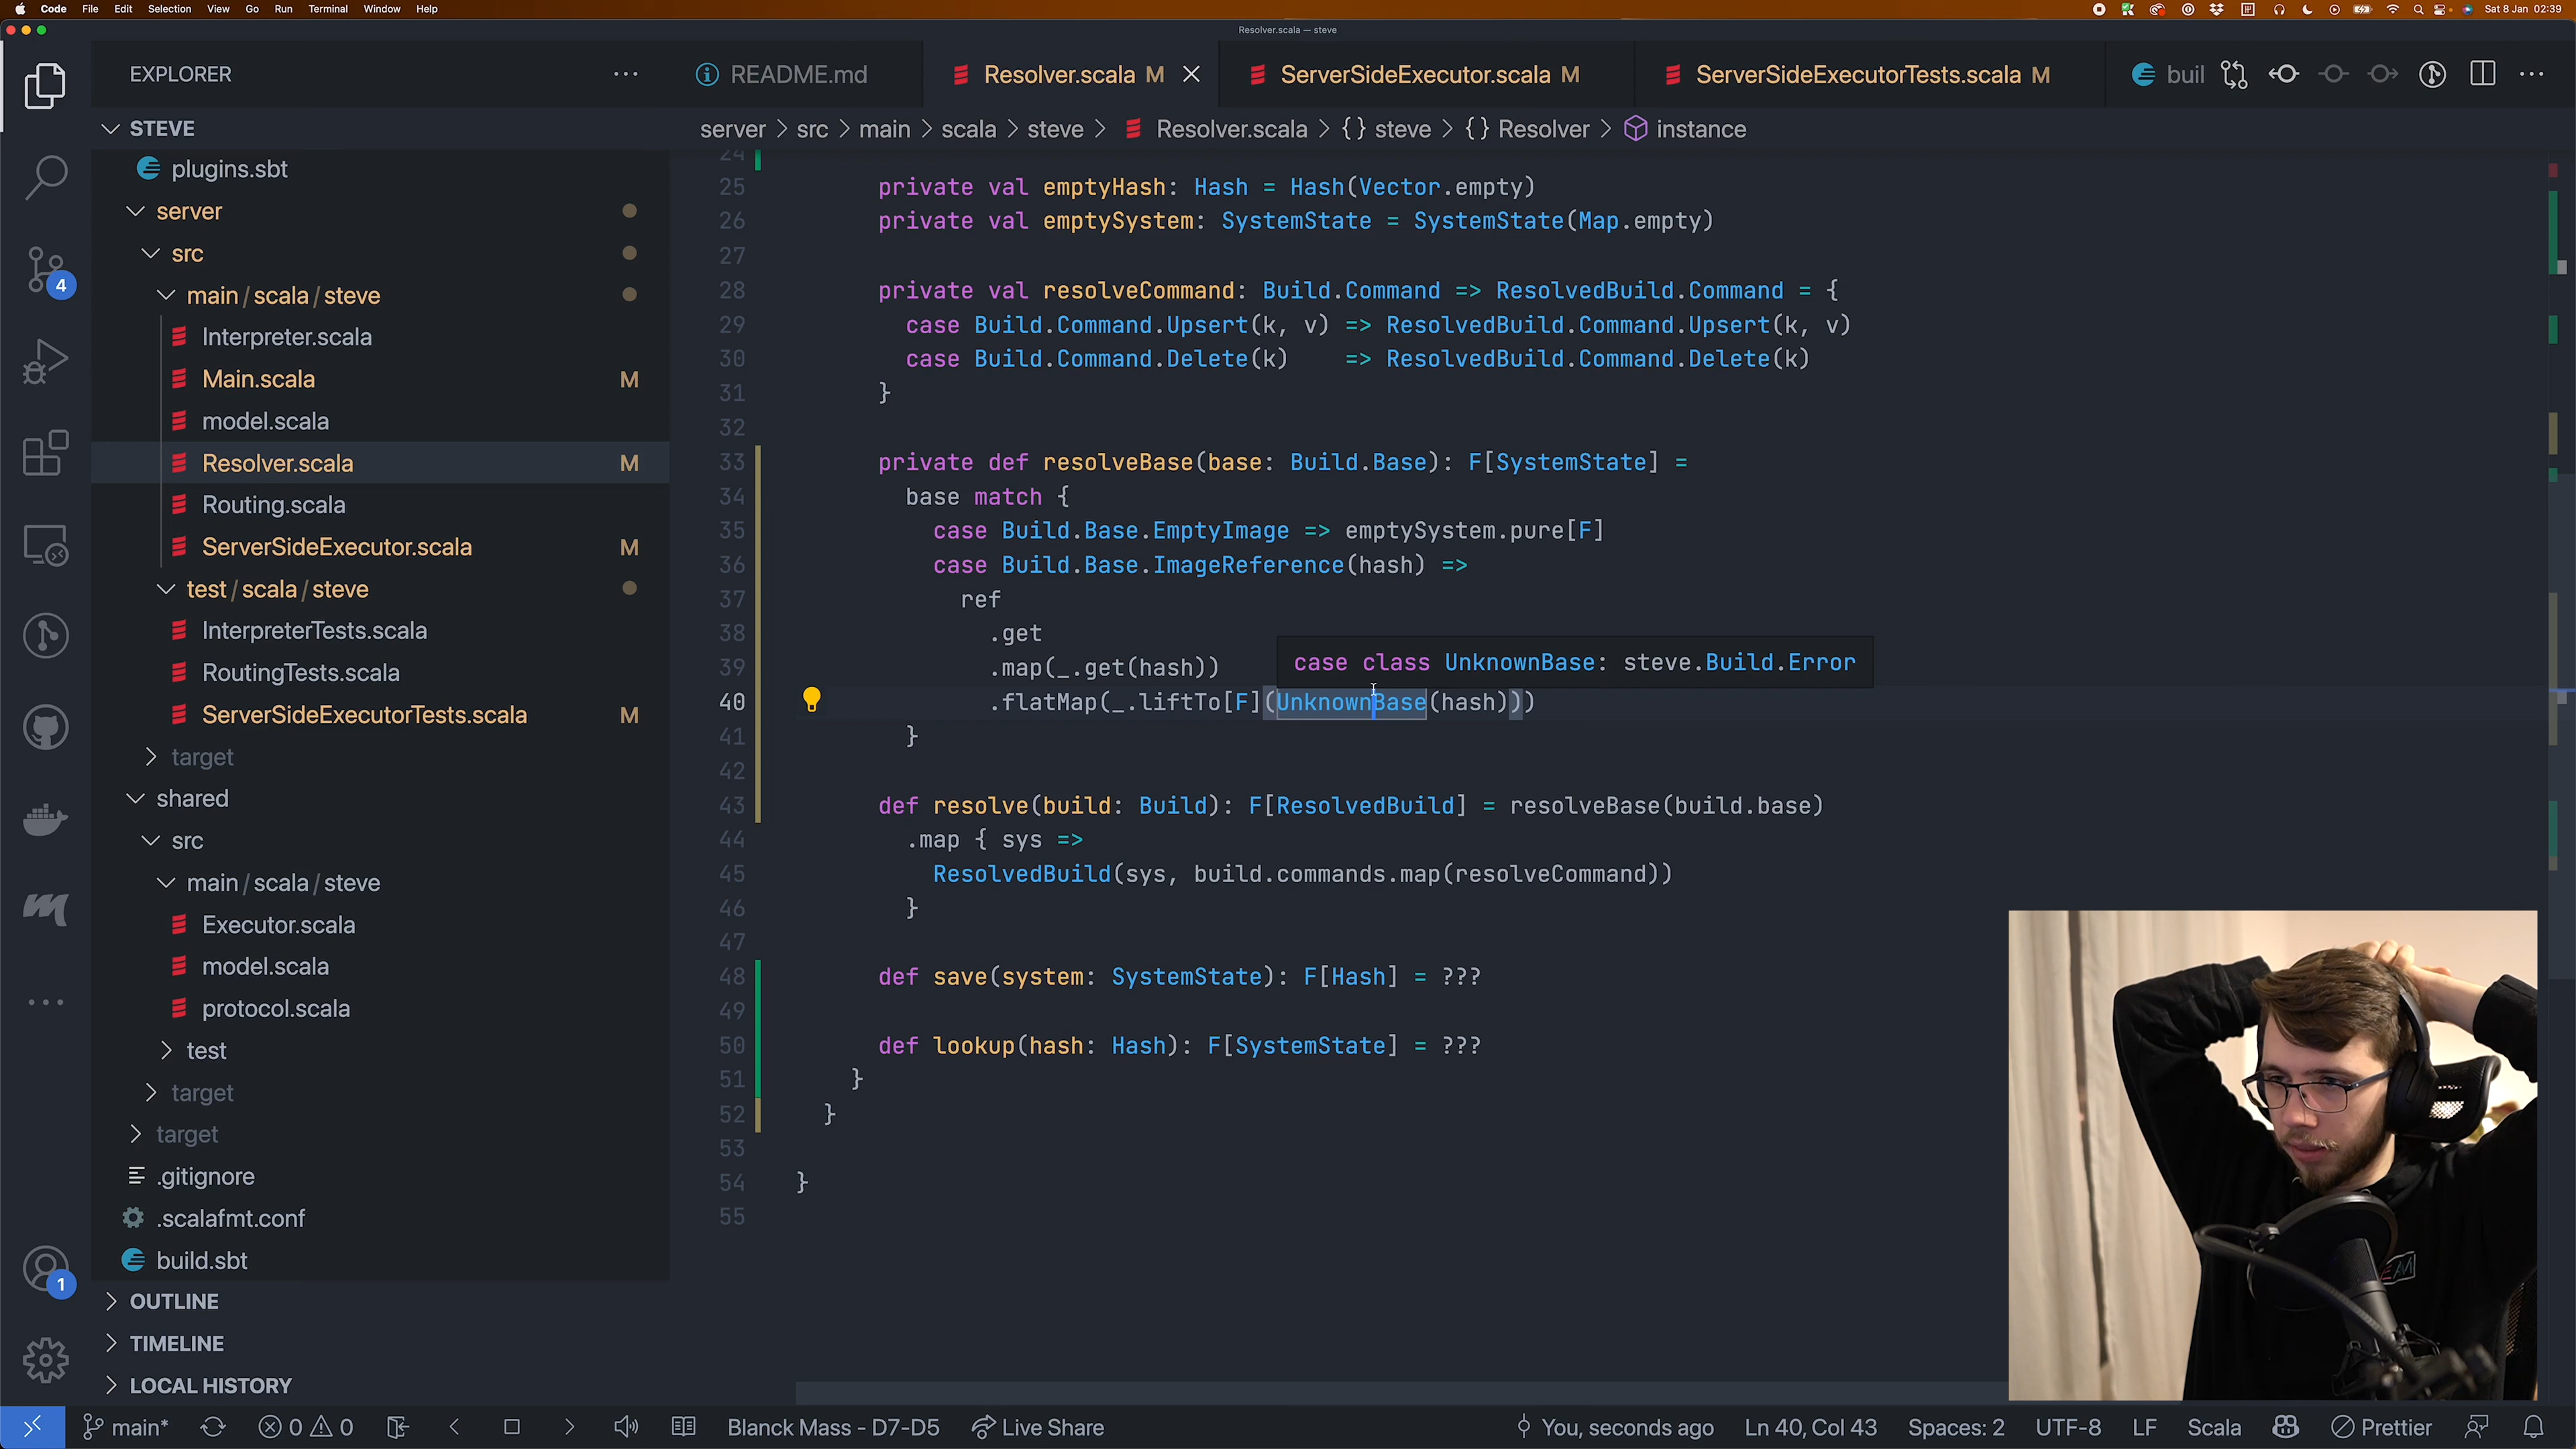 Code File Edit Selection View Go Run Terminal Window Help
Sat 8 Jan 02:39
Resolver.scala — steve
EXPLORER
README.md
Resolver.scala M
ServerSideExecutor.scala M
ServerSideExecutorTests.scala M
buil
STEVE
server > src > main > scala > steve > Resolver.scala > {} steve > {} Resolver > instance
plugins.sbt
server
src
main / scala / steve
Interpreter.scala
Main.scala M
model.scala
Resolver.scala M
Routing.scala
ServerSideExecutor.scala M
test / scala / steve
InterpreterTests.scala
RoutingTests.scala
ServerSideExecutorTests.scala M
target
shared
src
main / scala / steve
Executor.scala
model.scala
protocol.scala
test
target
target
.gitignore
.scalafmt.conf
build.sbt
OUTLINE
TIMELINE
LOCAL HISTORY
4
1
24
25 private val emptyHash: Hash = Hash(Vector.empty)
26 private val emptySystem: SystemState = SystemState(Map.empty)
27
28 private val resolveCommand: Build.Command => ResolvedBuild.Command = {
29 case Build.Command.Upsert(k, v) => ResolvedBuild.Command.Upsert(k, v)
30 case Build.Command.Delete(k) => ResolvedBuild.Command.Delete(k)
31 }
32
33 private def resolveBase(base: Build.Base): F[SystemState] =
34 base match {
35 case Build.Base.EmptyImage => emptySystem.pure[F]
36 case Build.Base.ImageReference(hash) =>
37 ref
38 .get
39 .map(_.get(hash))
case class UnknownBase: steve.Build.Error
40 .flatMap(_.liftTo[F](UnknownBase(hash)))
41 }
42
43 def resolve(build: Build): F[ResolvedBuild] = resolveBase(build.base)
44 .map { sys =>
45 ResolvedBuild(sys, build.commands.map(resolveCommand))
46 }
47
48 def save(system: SystemState): F[Hash] = ???
49
50 def lookup(hash: Hash): F[SystemState] = ???
51 }
52 }
53
54 }
55
main* 0 0 Blanck Mass - D7-D5 Live Share You, seconds ago Ln 40, Col 43 Spaces: 2 UTF-8 LF Scala Prettier